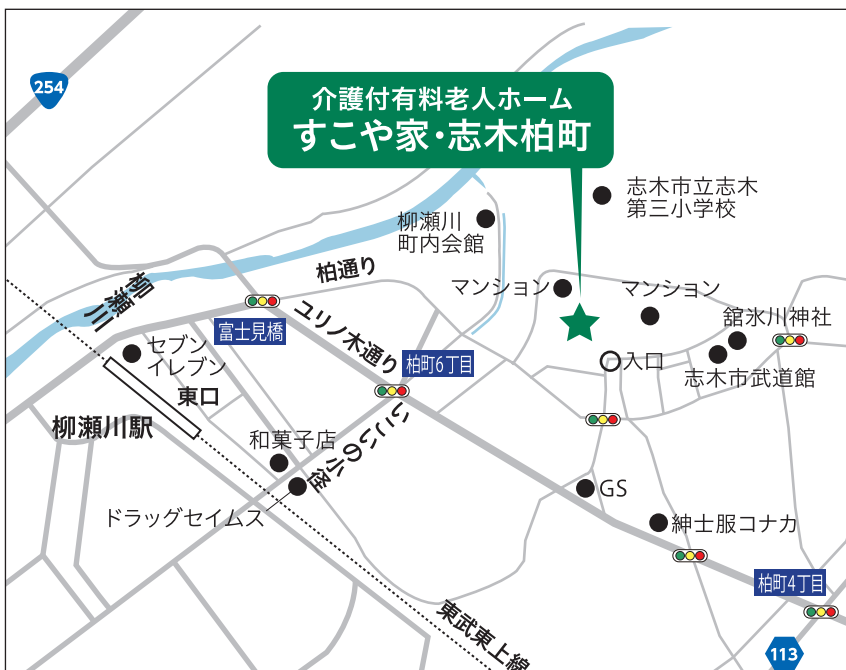 254
介護付有料老人ホーム
すこや家・志木柏町
志木市立志木
第三小学校
柳瀬川
町内会館
柏通り
マンション
マンション
柳瀬川
舘氷川神社
富士見橋
ユリノ木通り
セブン
イレブン
柏町6丁目
入口
志木市武道館
東口
柳瀬川駅
和菓子店
いこいの小径
ドラッグセイムス
GS
紳士服コナカ
柏町4丁目
東武東上線
113